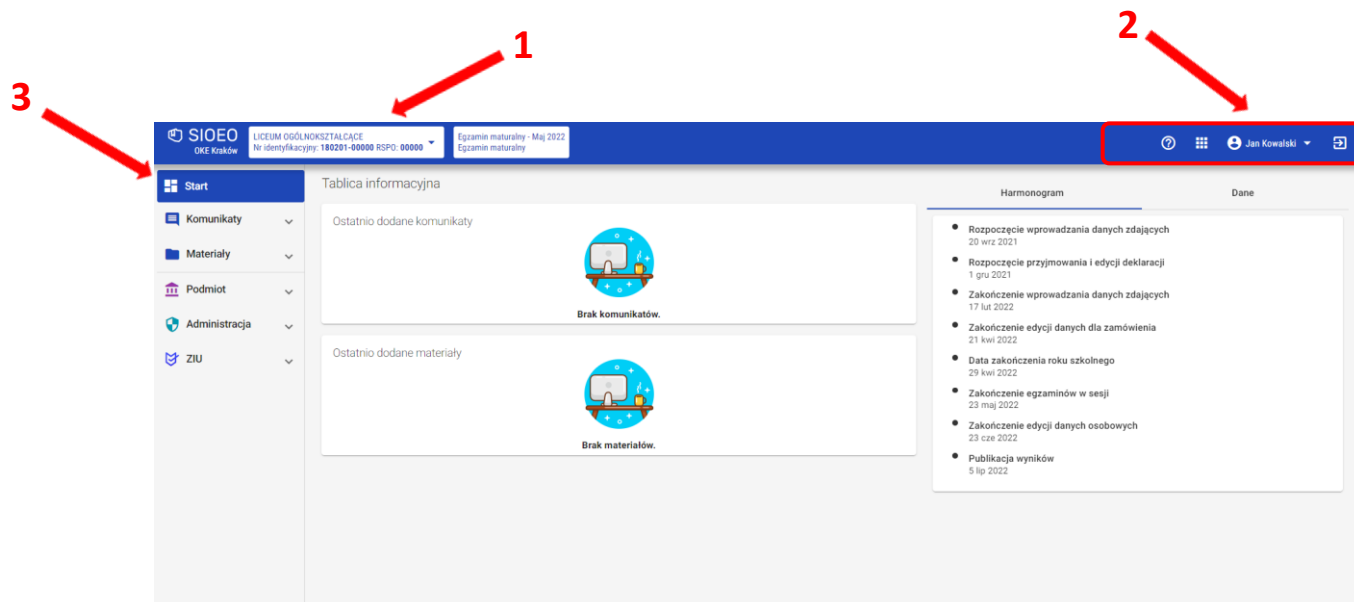 1
2
3
SIOEO
OKE Kraków
LICEUM OGÓLNOKSZTAŁCĄCE
Nr identyfikacyjny: 180201-00000 RSPO: 00000
Egzamin maturalny - Maj 2022
Egzamin maturalny
Jan Kowalski
Start
Komunikaty
Materiały
Podmiot
Administracja
ZIU
Tablica informacyjna
Ostatnio dodane komunikaty
Brak komunikatów.
Ostatnio dodane materiały
Brak materiałów.
Harmonogram
Dane
Rozpoczęcie wprowadzania danych zdających
20 wrz 2021
Rozpoczęcie przyjmowania i edycji deklaracji
1 gru 2021
Zakończenie wprowadzania danych zdających
17 lut 2022
Zakończenie edycji danych dla zamówienia
21 kwi 2022
Data zakończenia roku szkolnego
29 kwi 2022
Zakończenie egzaminów w sesji
23 maj 2022
Zakończenie edycji danych osobowych
23 cze 2022
Publikacja wyników
5 lip 2022